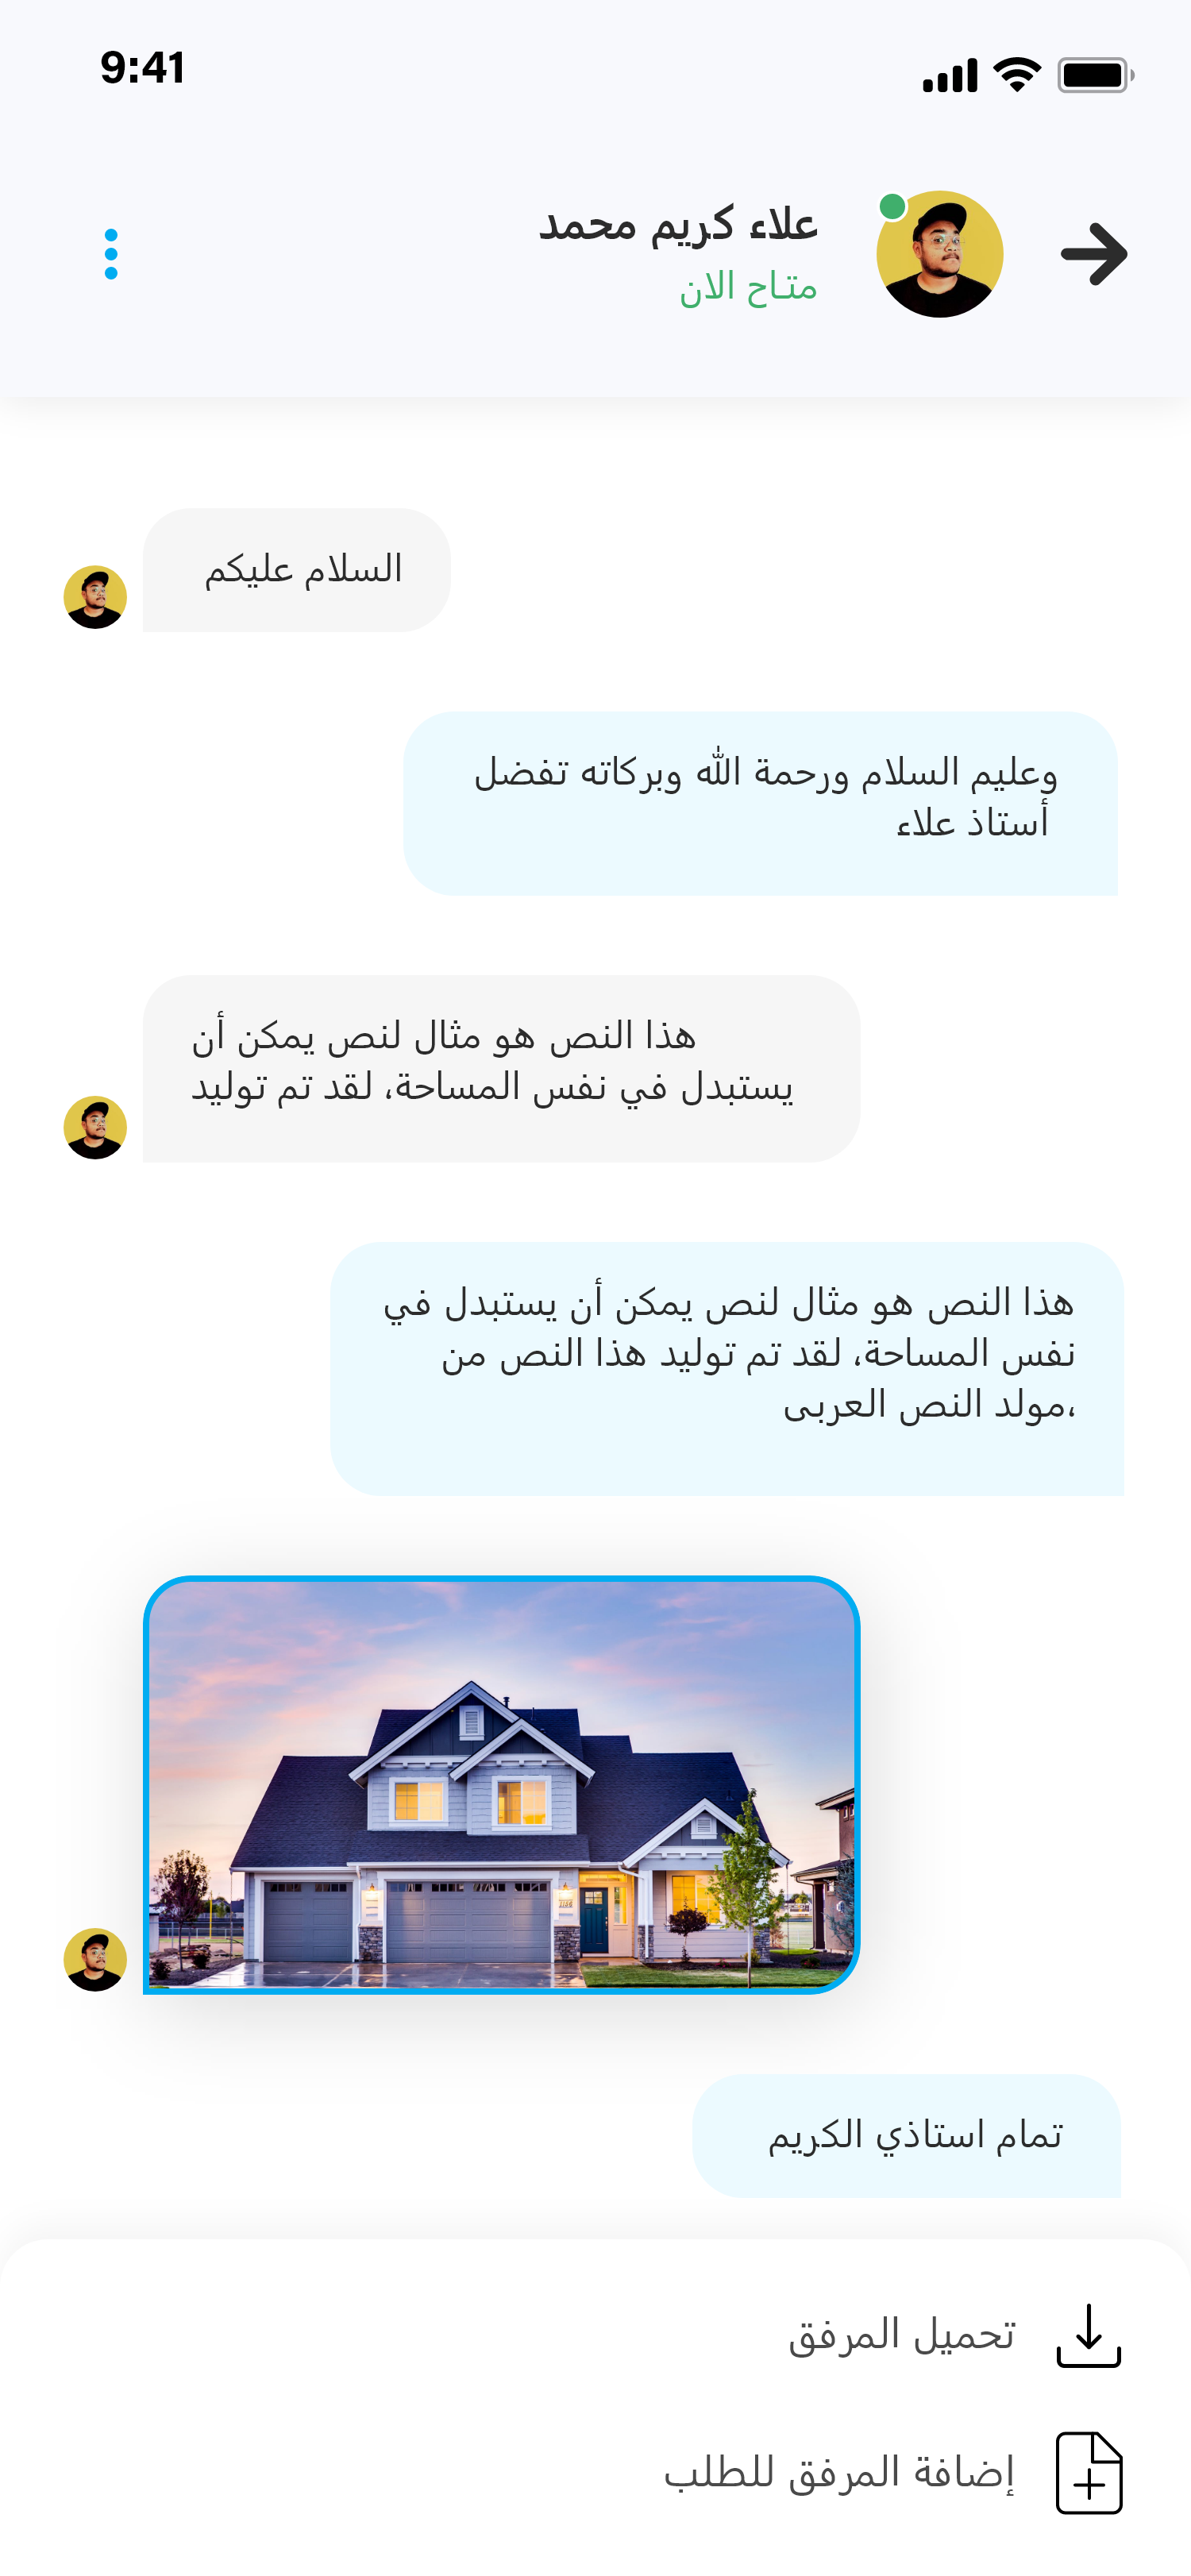 9:41
علاء كريم محمد
متاح الان
السلام عليكم
وعليم السلام ورحمة الله وبركاته تفضل
أستاذ علاء
هذا النص هو مثال لنص يمكن أن
يستبدل في نفس المساحة، لقد تم توليد
هذا النص هو مثال لنص يمكن أن يستبدل في
نفس المساحة، لقد تم توليد هذا النص من
،مولد النص العربى
تمام استاذي الكريم
تحميل المرفق
إضافة المرفق للطلب